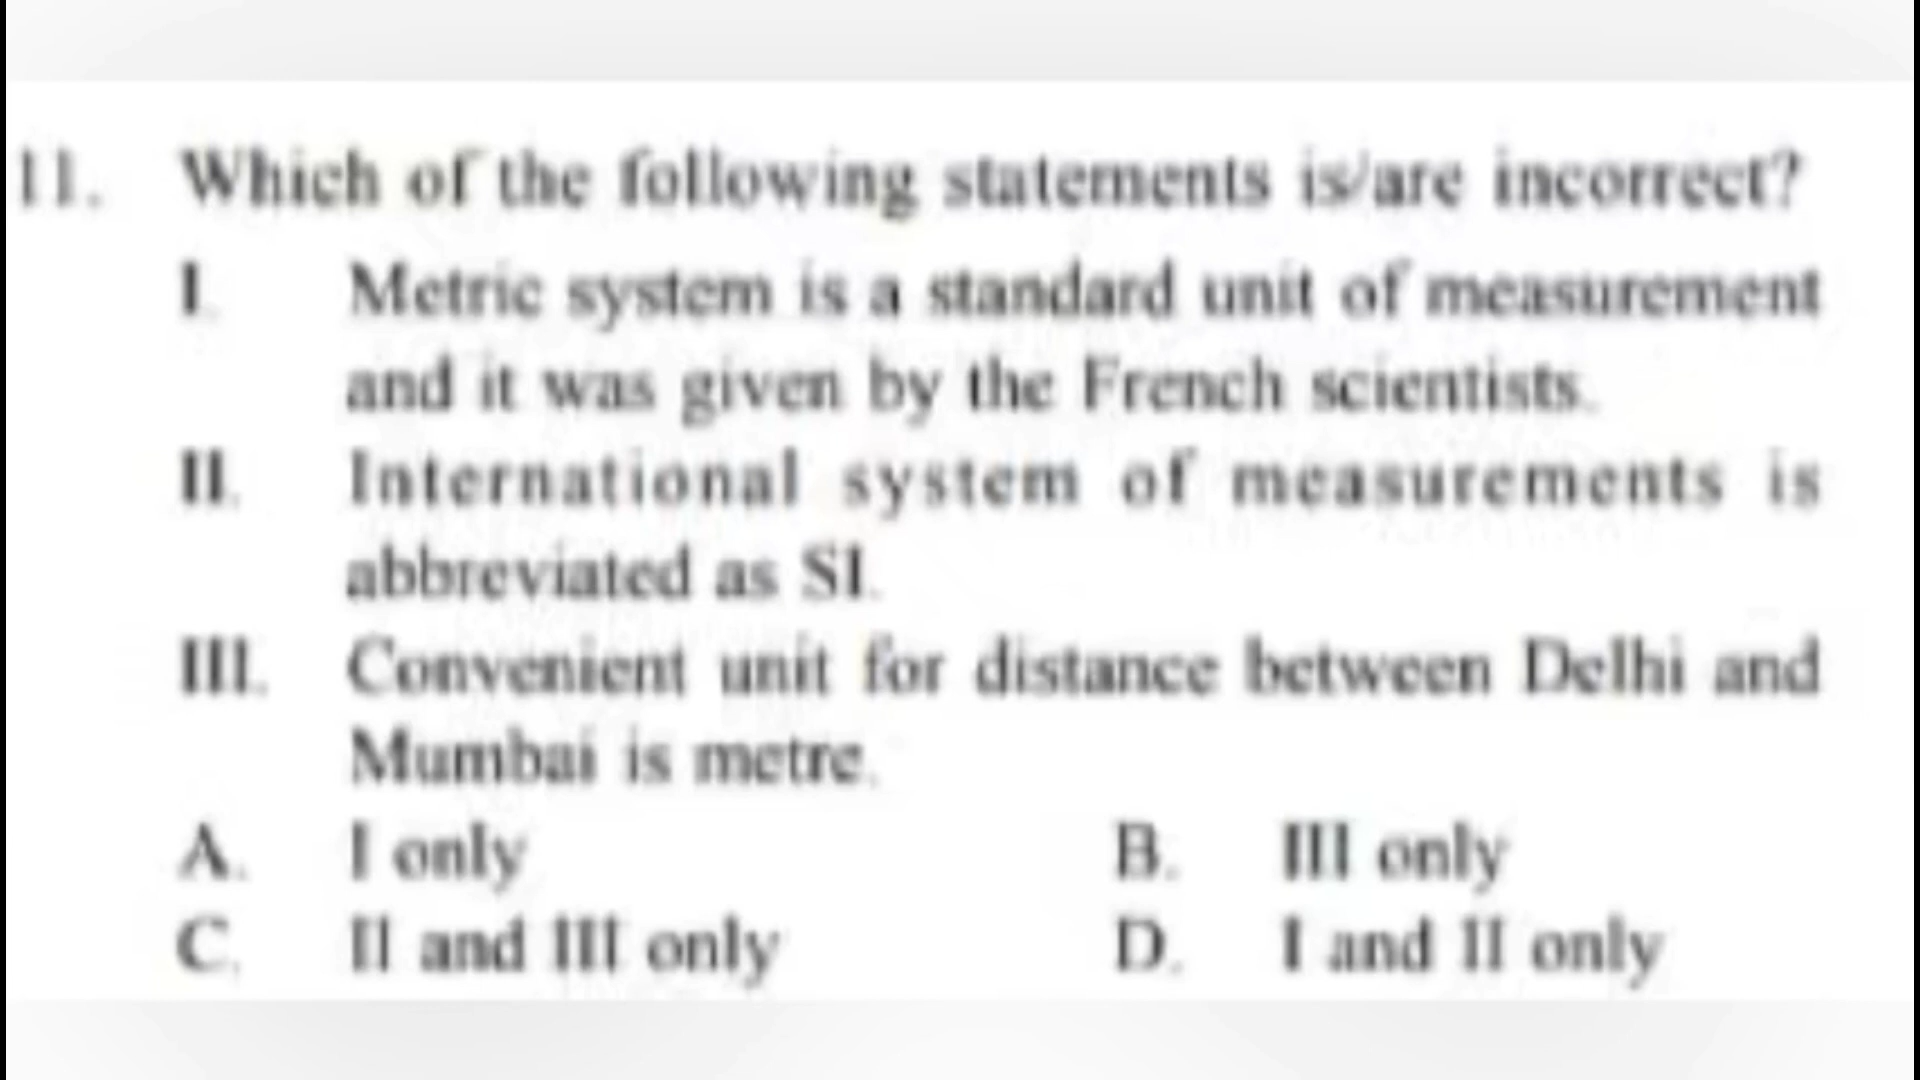 11. Which of the following statements is/are incorrect?
I. Metric system is a standard unit of measurement
and it was given by the French scientists.
II. International system of measurements is
abbreviated as SI.
III. Convenient unit for distance between Delhi and
Mumbai is metre.
A. I only B. III only
C. II and III only D. I and II only